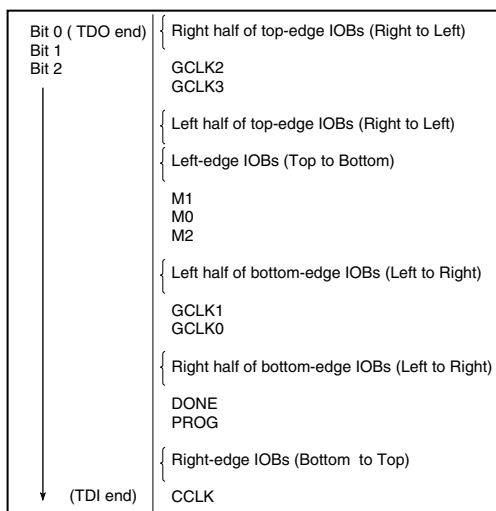 Bit 0 ( TDO end)
Bit 1
Bit 2
Right half of top-edge IOBs (Right to Left)
GCLK2
GCLK3
Left half of top-edge IOBs (Right to Left)
Left-edge IOBs (Top to Bottom)
M1
M0
M2
Left half of bottom-edge IOBs (Left to Right)
GCLK1
GCLK0
Right half of bottom-edge IOBs (Left to Right)
DONE
PROG
Right-edge IOBs (Bottom to Top)
(TDI end)
CCLK